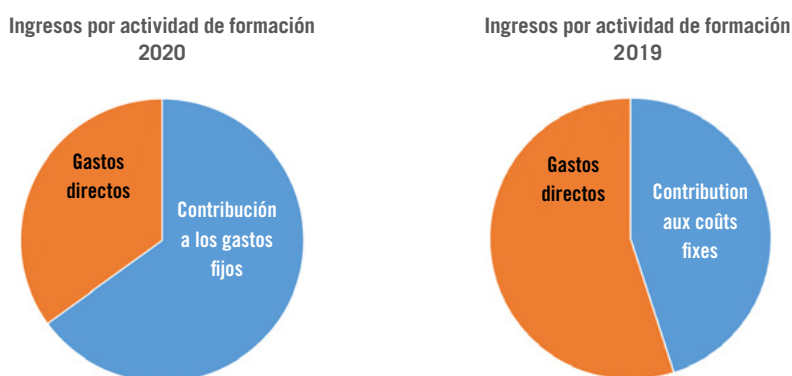 Ingresos por actividad de formación
2020
Gastos
directos
Contribución
a los gastos
fijos
Ingresos por actividad de formación
2019
Gastos
directos
Contribution
aux coûts
fixes